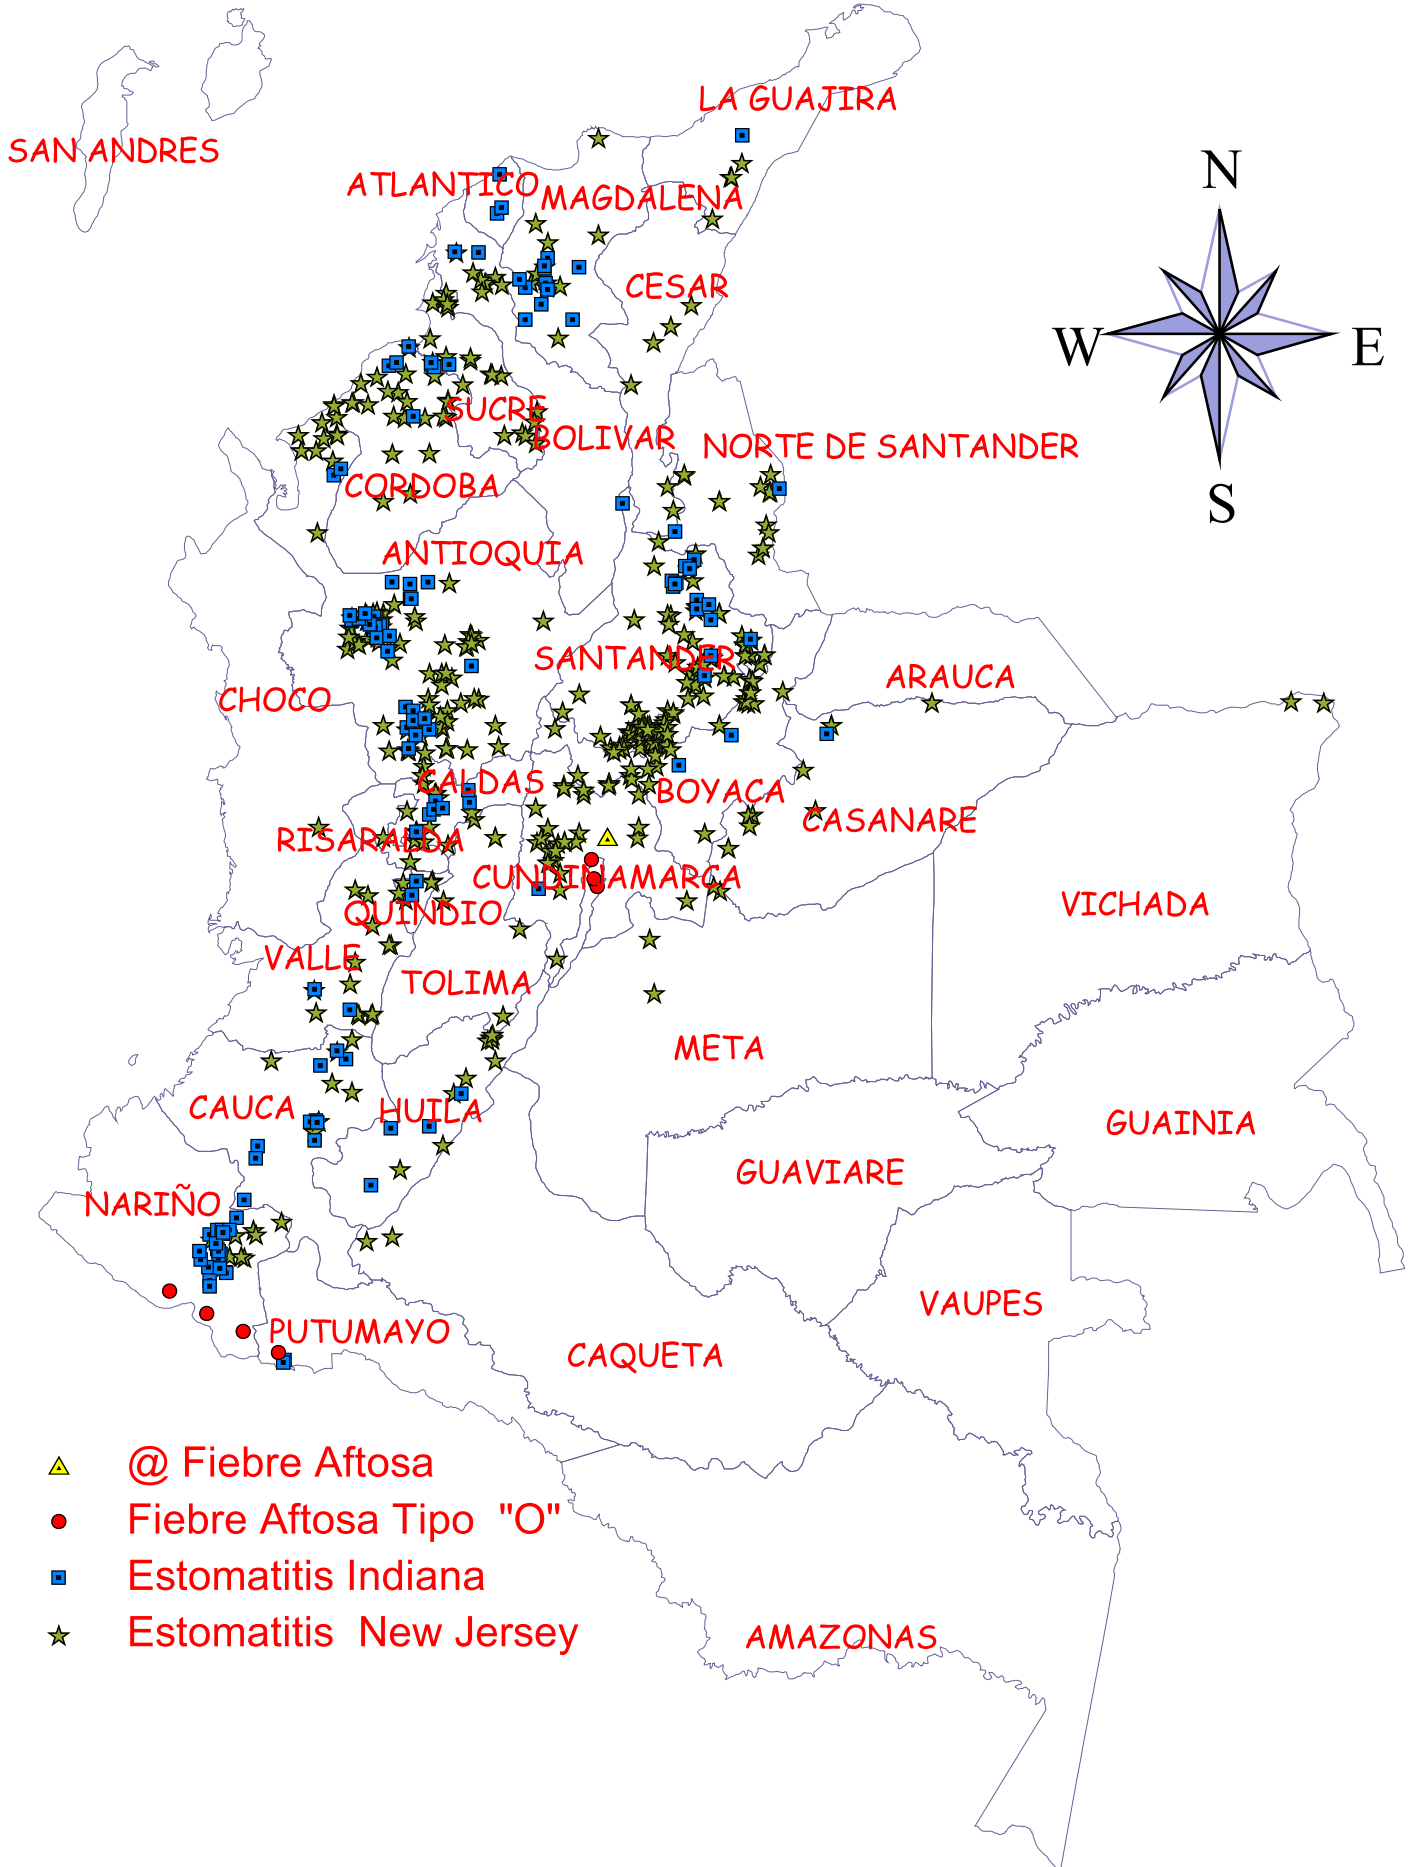 LA GUAJIRA
SAN ANDRES
N
ATLANTICO
MAGDALENA
CESAR
W
E
SUCRE
BOLIVAR
NORTE DE SANTANDER
CORDOBA
S
ANTIOQUIA
SANTANDER
ARAUCA
CHOCO
CALDAS
BOYACA
CASANARE
RISARALDA
CUNDINAMARCA
VICHADA
QUINDIO
VALLE
TOLIMA
META
CAUCA
HUILA
GUAINIA
GUAVIARE
NARIÑO
VAUPES
PUTUMAYO
CAQUETA
@ Fiebre Aftosa
Fiebre Aftosa Tipo "O"
Estomatitis Indiana
Estomatitis New Jersey
AMAZONAS